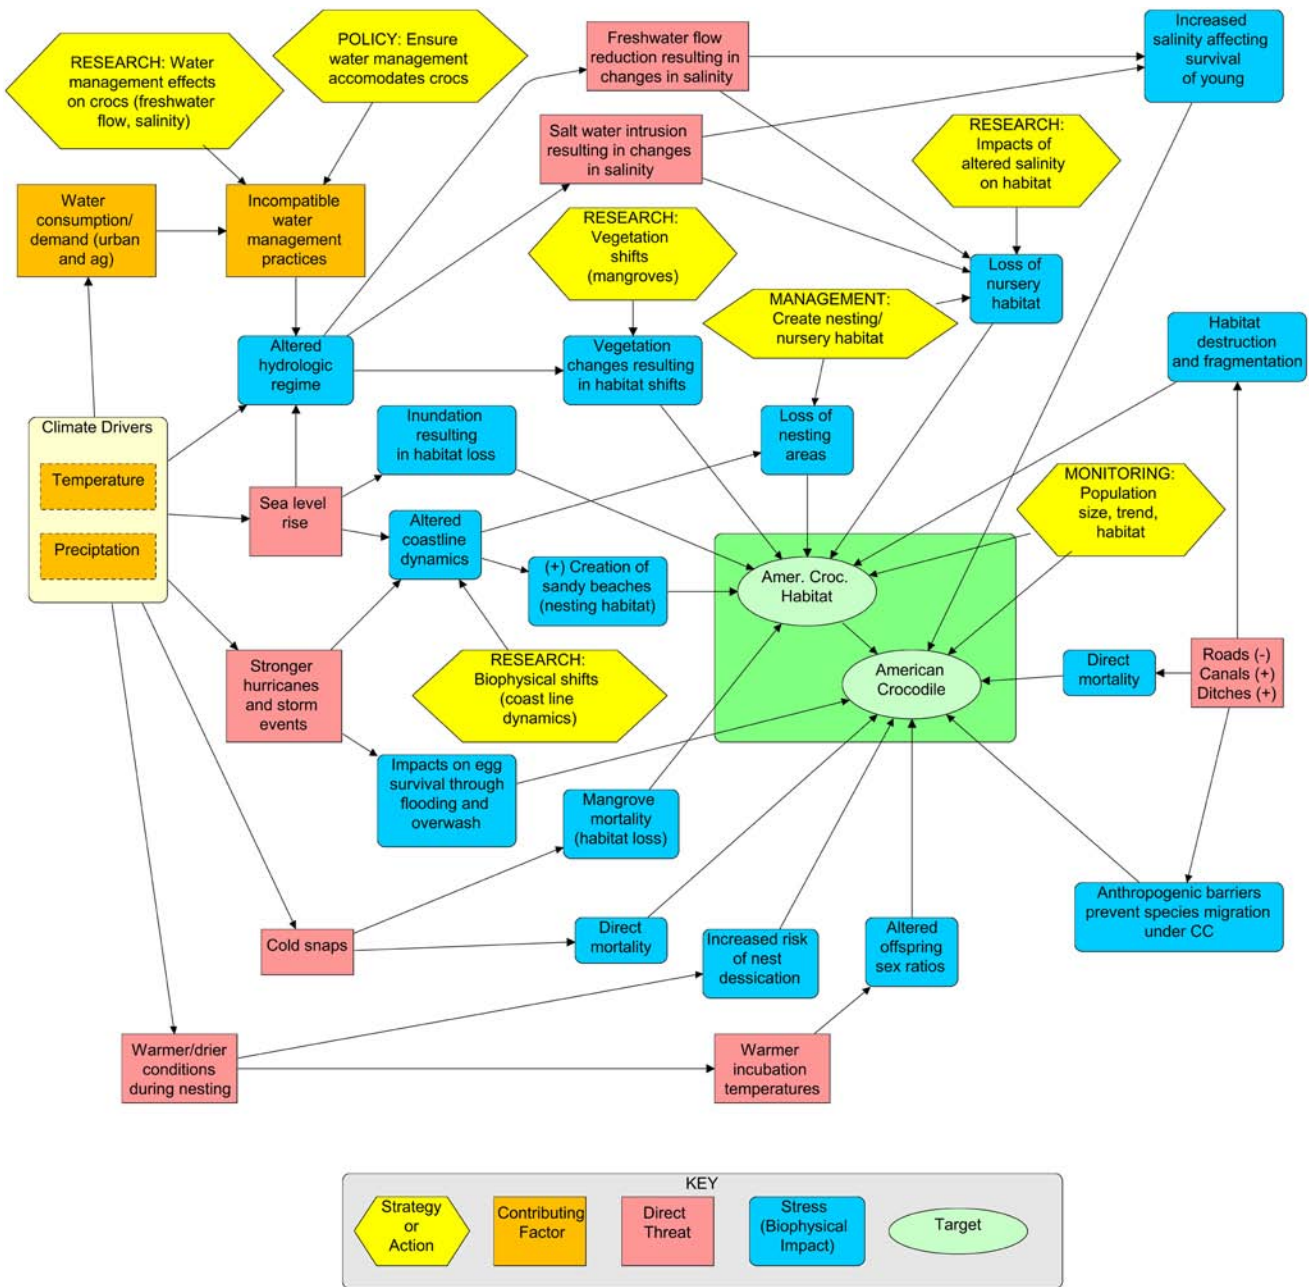 RESEARCH: Water
management effects
on crocs (freshwater
flow, salinity)
POLICY: Ensure
water management
accomodates crocs
Freshwater flow
reduction resulting in
changes in salinity
Increased
salinity affecting
survival
of young
Salt water intrusion
resulting in changes
in salinity
RESEARCH:
Impacts of
altered salinity
on habitat
Water
consumption/
demand (urban
and ag)
Incompatible
water
management
practices
RESEARCH:
Vegetation
shifts
(mangroves)
Loss of
nursery
habitat
MANAGEMENT:
Create nesting/
nursery habitat
Habitat
destruction
and fragmentation
Altered
hydrologic
regime
Vegetation
changes resulting
in habitat shifts
Climate Drivers
Temperature
Preciptation
Inundation
resulting
in habitat loss
Loss of
nesting
areas
MONITORING:
Population
size, trend,
habitat
Sea level
rise
Altered
coastline
dynamics
(+) Creation of
sandy beaches
(nesting habitat)
Amer. Croc.
Habitat
Stronger
hurricanes
and storm
events
RESEARCH:
Biophysical shifts
(coast line
dynamics)
American
Crocodile
Direct
mortality
Roads (-)
Canals (+)
Ditches (+)
Impacts on egg
survival through
flooding and
overwash
Mangrove
mortality
(habitat loss)
Anthropogenic barriers
prevent species migration
under CC
Cold snaps
Direct
mortality
Increased risk
of nest
dessication
Altered
offspring
sex ratios
Warmer/drier
conditions
during nesting
Warmer
incubation
temperatures
KEY
Strategy
or
Action
Contributing
Factor
Direct
Threat
Stress
(Biophysical
Impact)
Target